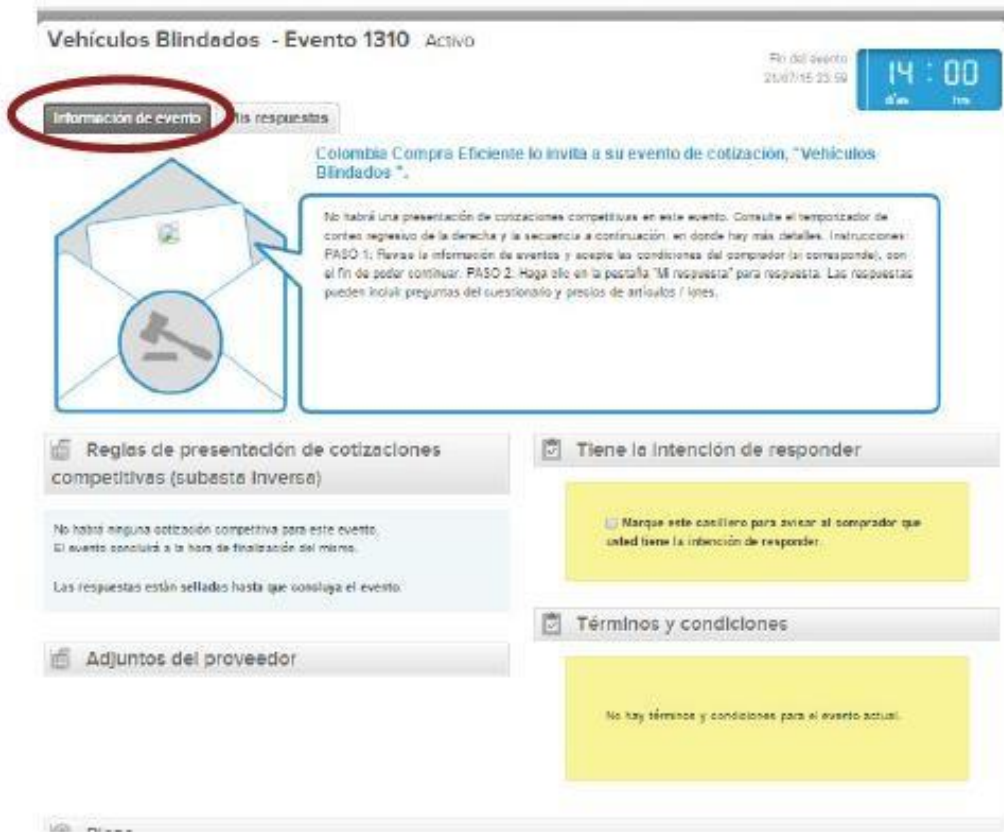 Vehículos Blindados - Evento 1310 Activo
Fin del evento
21/07/15 23:59
14 : 00
días hrs
Información de evento
Mis respuestas
Colombia Compra Eficiente lo invita a su evento de cotización, "Vehículos
Blindados ".
No habrá una presentación de cotizaciones competitivas en este evento. Consulte el temporizador de
conteo regresivo de la derecha y la secuencia a continuación, en donde hay más detalles. Instrucciones:
PASO 1: Revise la información de eventos y acepte las condiciones del comprador (si corresponde), con
el fin de poder continuar. PASO 2: Haga clic en la pestaña "Mi respuesta" para respuesta. Las respuestas
pueden incluir preguntas del cuestionario y precios de artículos / lotes.
Reglas de presentación de cotizaciones
competitivas (subasta inversa)
No habrá ninguna cotización competitiva para este evento.
El evento concluirá a la hora de finalización del mismo.
Las respuestas están selladas hasta que concluya el evento.
Adjuntos del proveedor
Tiene la intención de responder
Marque este casillero para avisar al comprador que
usted tiene la intención de responder.
Términos y condiciones
No hay términos y condiciones para el evento actual.